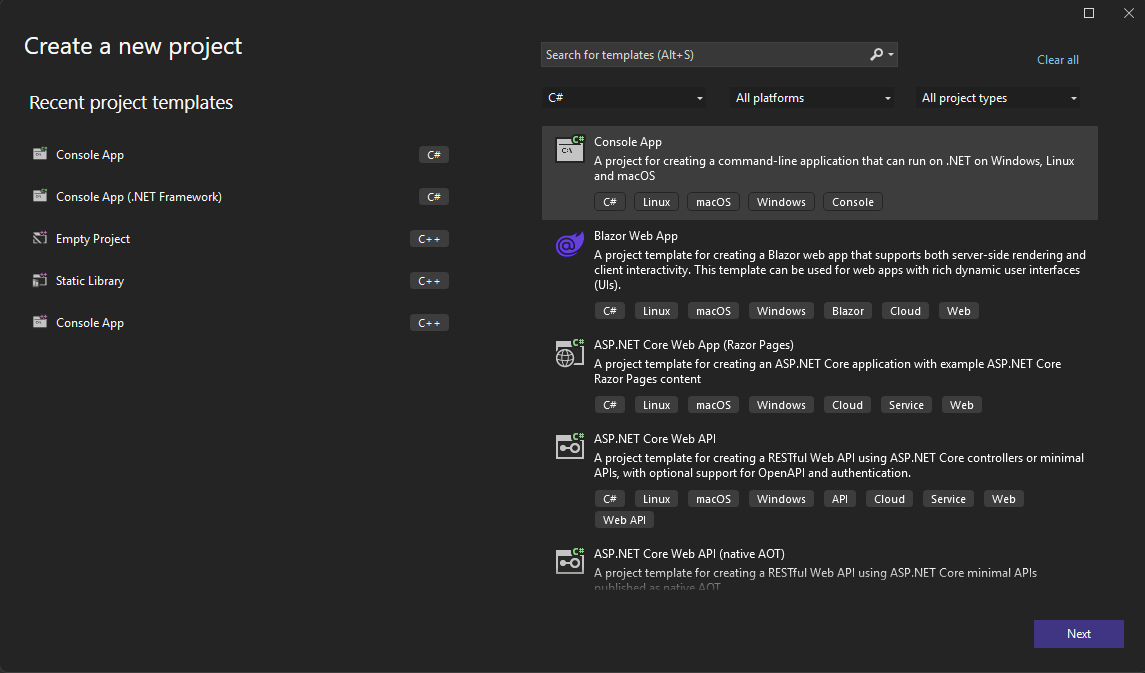 Create a new project
Search for templates (Alt+S)
Clear all
Recent project templates
C#
All platforms
All project types
Console App
C#
Console App (.NET Framework)
C#
Empty Project
C++
Static Library
C++
Console App
C++
Console App
A project for creating a command-line application that can run on .NET on Windows, Linux
and macOS
C# Linux macOS Windows Console
Blazor Web App
A project template for creating a Blazor web app that supports both server-side rendering and
client interactivity. This template can be used for web apps with rich dynamic user interfaces
(UIs).
C# Linux macOS Windows Blazor Cloud Web
ASP.NET Core Web App (Razor Pages)
A project template for creating an ASP.NET Core application with example ASP.NET Core
Razor Pages content
C# Linux macOS Windows Cloud Service Web
ASP.NET Core Web API
A project template for creating a RESTful Web API using ASP.NET Core controllers or minimal
APIs, with optional support for OpenAPI and authentication.
C# Linux macOS Windows API Cloud Service Web
Web API
ASP.NET Core Web API (native AOT)
A project template for creating a RESTful Web API using ASP.NET Core minimal APIs
published as native AOT.
Next